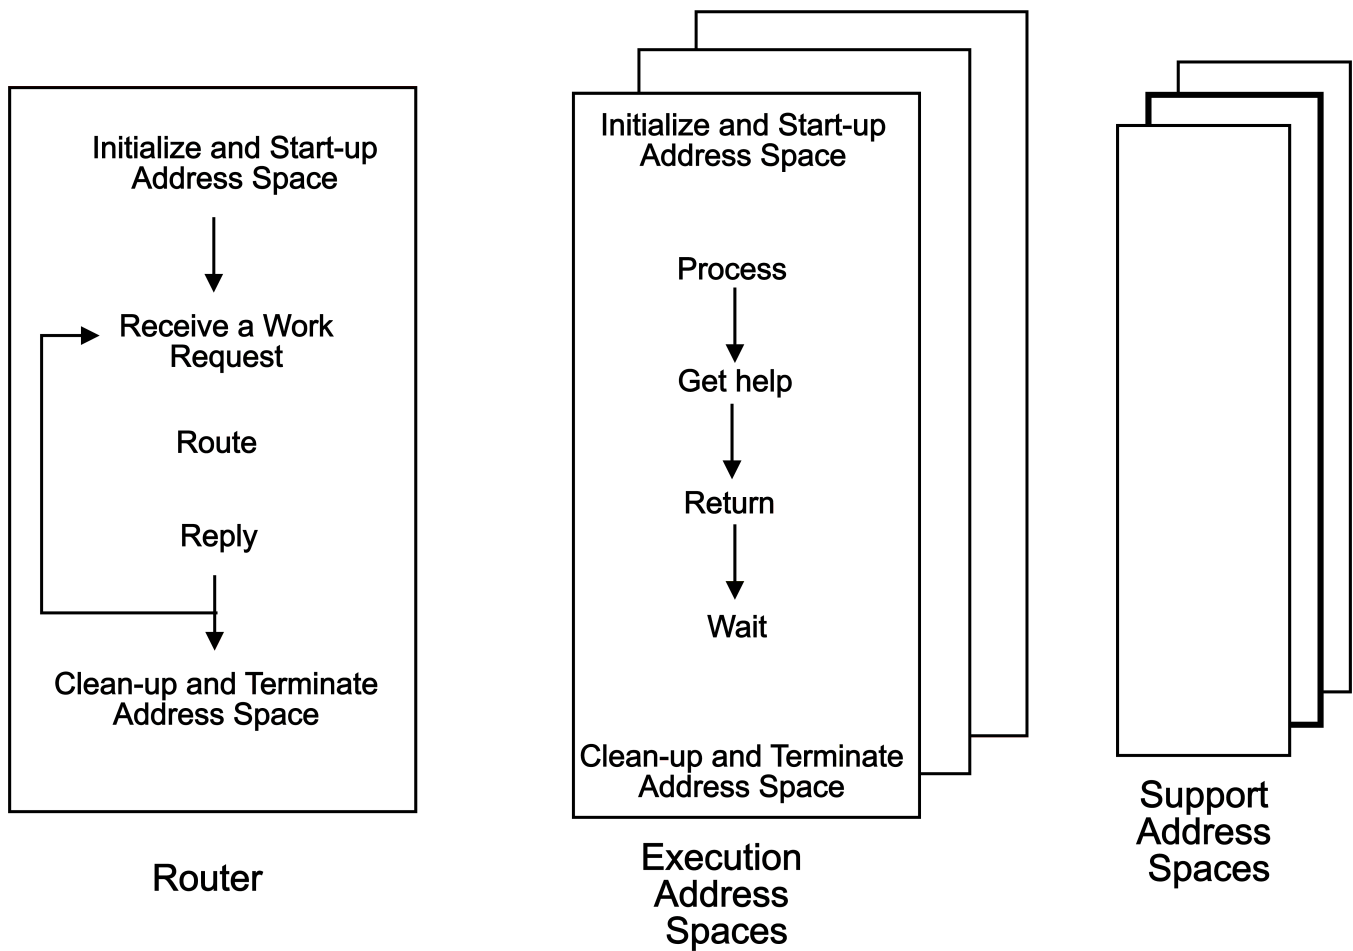 Initialize and Start-up
Address Space
Receive a Work
Request
Route
Reply
Clean-up and Terminate
Address Space
Router
Initialize and Start-up
Address Space
Process
Get help
Return
Wait
Clean-up and Terminate
Address Space
Execution
Address
Spaces
Support
Address
Spaces